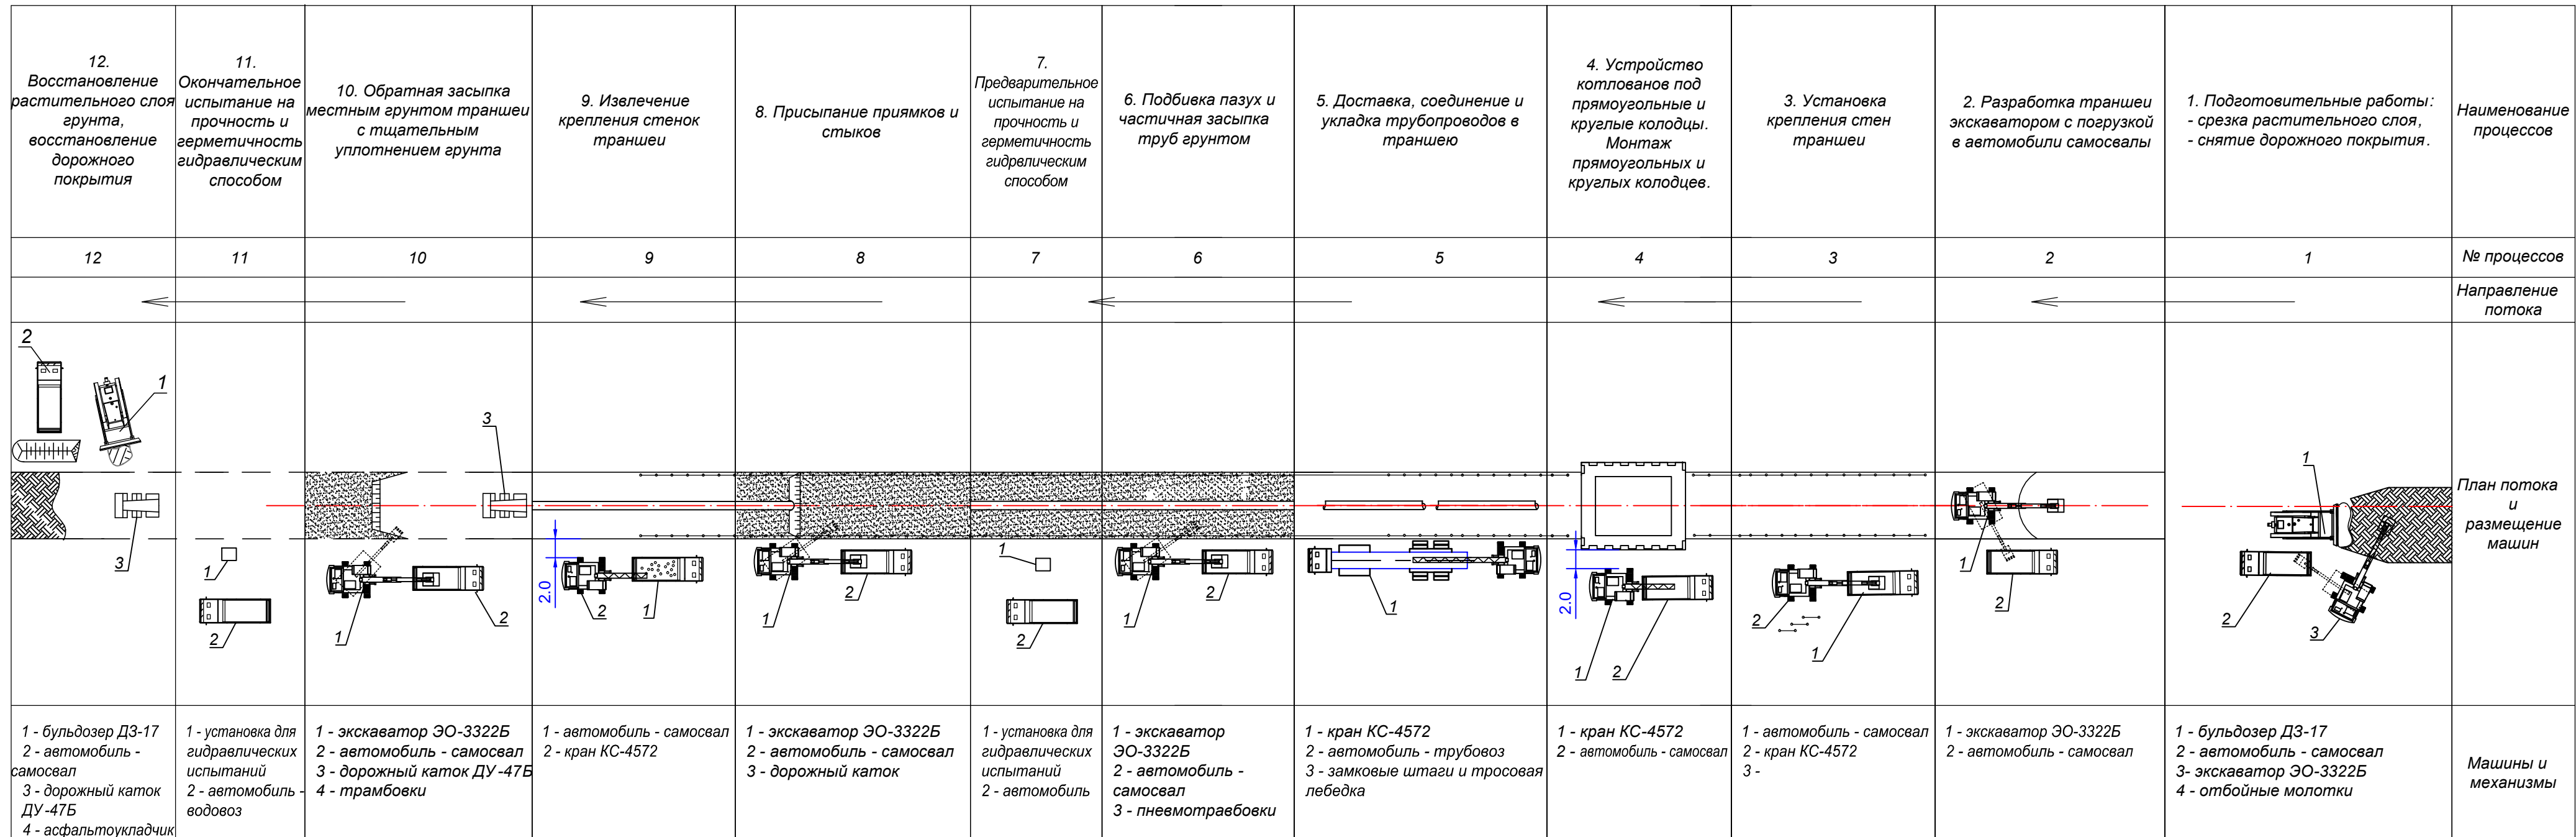 12.
Восстановление
растительного слоя
грунта,
восстановление
дорожного
покрытия
11.
Окончательное
испытание на
прочность и
герметичность
гидравлическим
способом
10. Обратная засыпка
местным грунтом траншеи
с тщательным
уплотнением грунта
9. Извлечение
крепления стенок
траншеи
8. Присыпание приямков и
стыков
7.
Предварительное
испытание на
прочность и
герметичность
гидрвлическим
способом
6. Подбивка пазух и
частичная засыпка
труб грунтом
5. Доставка, соединение и
укладка трубопроводов в
траншею
4. Устройство
котлованов под
прямоугольные и
круглые колодцы.
Монтаж
прямоугольных и
круглых колодцев.
3. Установка
крепления стен
траншеи
2. Разработка траншеи
экскаватором с погрузкой
в автомобили самосвалы
1. Подготовительные работы:
- срезка растительного слоя,
- снятие дорожного покрытия.
Наименование
процессов
12
11
10
9
8
7
6
5
4
3
2
1
№ процессов
Направление
потока
2
1
3
1
2
3
1
2
2.0
2
1
1
2
1
2
1
2
1
2.0
1
2
2
1
1
2
1
2
3
План потока
и
размещение
машин
1 - бульдозер ДЗ-17
2 - автомобиль -
самосвал
3 - дорожный каток
ДУ-47Б
4 - асфальтоукладчик
1 - установка для
гидравлических
испытаний
2 - автомобиль -
водовоз
1 - экскаватор ЭО-3322Б
2 - автомобиль - самосвал
3 - дорожный каток ДУ-47Б
4 - трамбовки
1 - автомобиль - самосвал
2 - кран КС-4572
1 - экскаватор ЭО-3322Б
2 - автомобиль - самосвал
3 - дорожный каток
1 - установка для
гидравлических
испытаний
2 - автомобиль
1 - экскаватор
ЭО-3322Б
2 - автомобиль -
самосвал
3 - пневмотравбовки
1 - кран КС-4572
2 - автомобиль - трубовоз
3 - замковые штаги и тросовая
лебедка
1 - кран КС-4572
2 - автомобиль - самосвал
1 - автомобиль - самосвал
2 - кран КС-4572
3 -
1 - экскаватор ЭО-3322Б
2 - автомобиль - самосвал
1 - бульдозер ДЗ-17
2 - автомобиль - самосвал
3- экскаватор ЭО-3322Б
4 - отбойные молотки
Машины и
механизмы